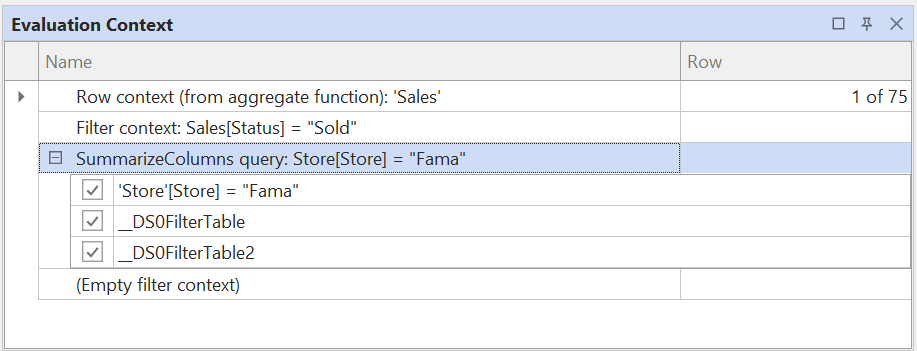 Evaluation Context
Name Row
Row context (from aggregate function): 'Sales' 1 of 75
Filter context: Sales[Status] = "Sold"
SummarizeColumns query: Store[Store] = "Fama"
'Store'[Store] = "Fama"
__DS0FilterTable
__DS0FilterTable2
(Empty filter context)